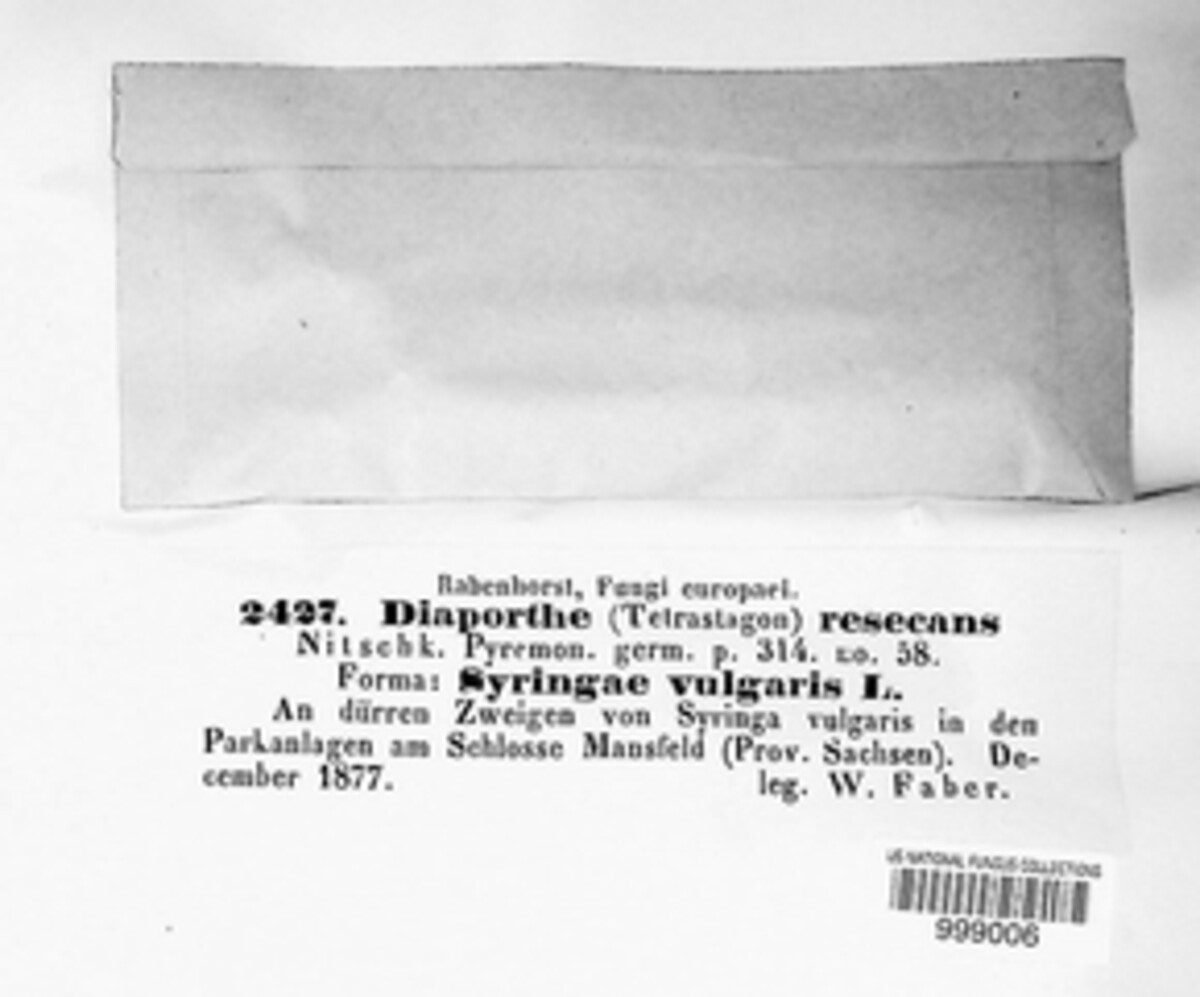 Rabenhorst, Fungi europaei.
2427. Diaporthe (Tetrastagon) resecans
Nitschk. Pyremon. germ. p. 314. no. 58.
Forma: Syringae vulgaris L.
An dürren Zweigen von Syringa vulgaris in den
Parkanlagen am Schlosse Mansfeld (Prov. Sachsen). De-
cember 1877. leg. W. Faber.
US NATIONAL FUNGUS COLLECTIONS
999006